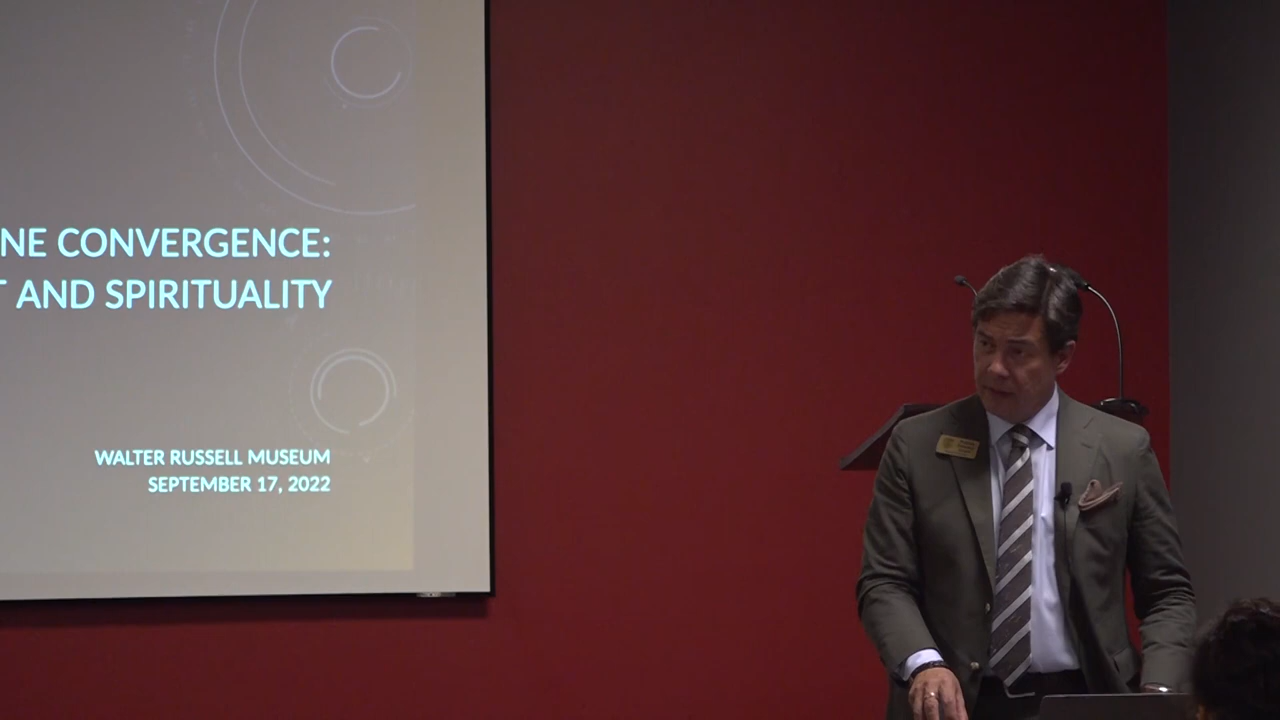 NE CONVERGENCE:
AND SPIRITUALITY
WALTER RUSSELL MUSEUM
SEPTEMBER 17, 2022